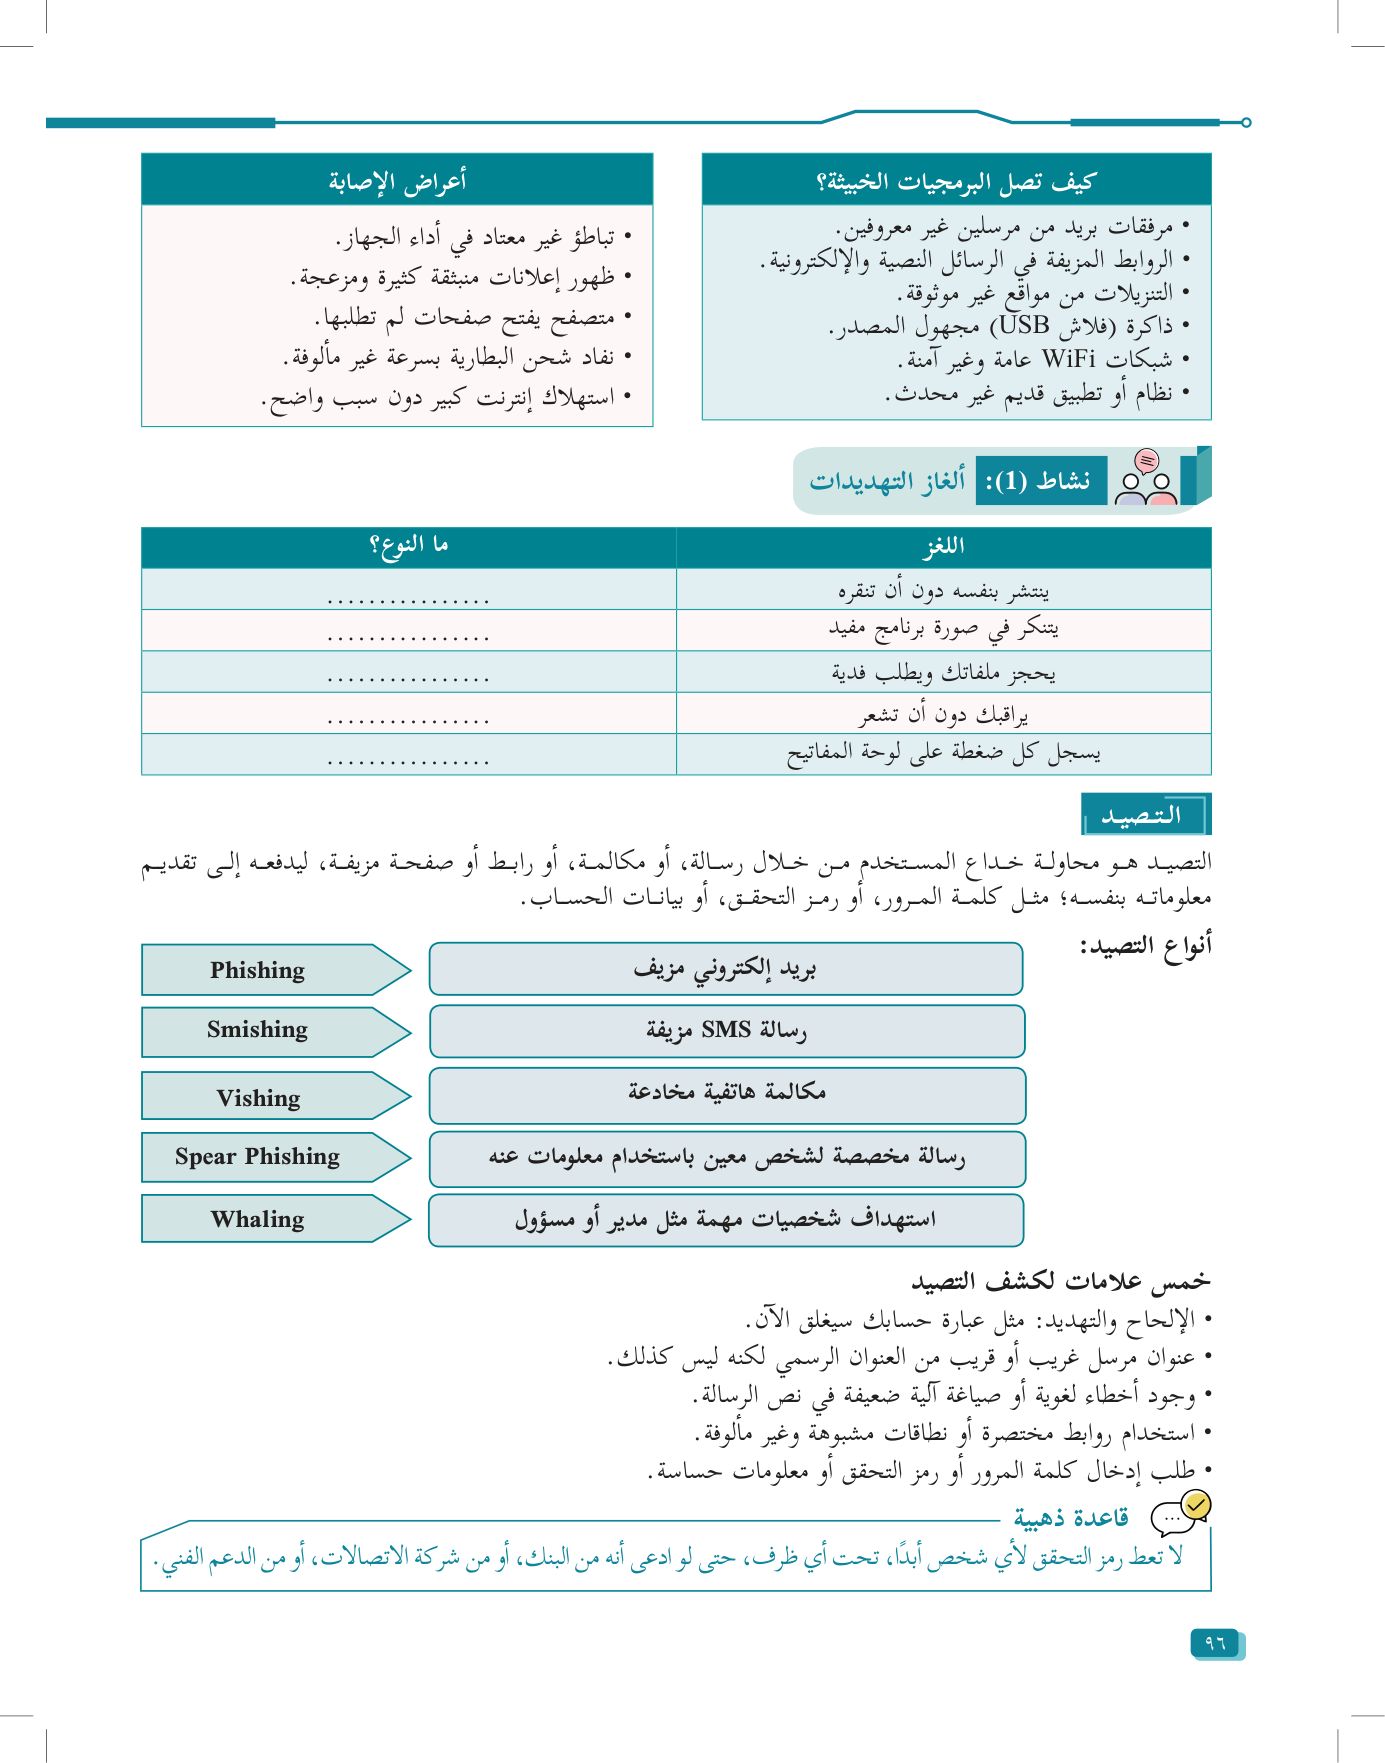 كيف تصل البرمجيات الخبيثة؟
• مرفقات بريد من مرسلين غير معروفين.
• الروابط المزيفة في الرسائل النصية والإلكترونية.
• التنزيلات من مواقع غير موثوقة.
• ذاكرة (فلاش USB) مجهول المصدر.
• شبكات WiFi عامة وغير آمنة.
• نظام أو تطبيق قديم غير محدث.
أعراض الإصابة
• تباطؤ غير معتاد في أداء الجهاز.
• ظهور إعلانات منبثقة كثيرة ومزعجة.
• متصفح يفتح صفحات لم تطلبها.
• نفاد شحن البطارية بسرعة غير مألوفة.
• استهلاك إنترنت كبير دون سبب واضح.
نشاط (1): ألغاز التهديدات
اللغز ما النوع؟
ينتشر بنفسه دون أن تنقره ................
يتنكر في صورة برنامج مفيد ................
يحجز ملفاتك ويطلب فدية ................
يراقبك دون أن تشعر ................
يسجل كل ضغطة على لوحة المفاتيح ................
التصيد
التصيد هو محاولة خداع المستخدم من خلال رسالة، أو مكالمة، أو رابط أو صفحة مزيفة، ليدفعه إلى تقديم
معلوماته بنفسه؛ مثل كلمة المرور، أو رمز التحقق، أو بيانات الحساب.
أنواع التصيد:
بريد إلكتروني مزيف Phishing
رسالة SMS مزيفة Smishing
مكالمة هاتفية مخادعة Vishing
رسالة مخصصة لشخص معين باستخدام معلومات عنه Spear Phishing
استهداف شخصيات مهمة مثل مدير أو مسؤول Whaling
خمس علامات لكشف التصيد
• الإلحاح والتهديد: مثل عبارة حسابك سيغلق الآن.
• عنوان مرسل غريب أو قريب من العنوان الرسمي لكنه ليس كذلك.
• وجود أخطاء لغوية أو صياغة آلية ضعيفة في نص الرسالة.
• استخدام روابط مختصرة أو نطاقات مشبوهة وغير مألوفة.
• طلب إدخال كلمة المرور أو رمز التحقق أو معلومات حساسة.
قاعدة ذهبية
لا تعط رمز التحقق لأي شخص أبدًا، تحت أي ظرف، حتى لو ادعى أنه من البنك، أو من شركة الاتصالات، أو من الدعم الفني.
٩٦